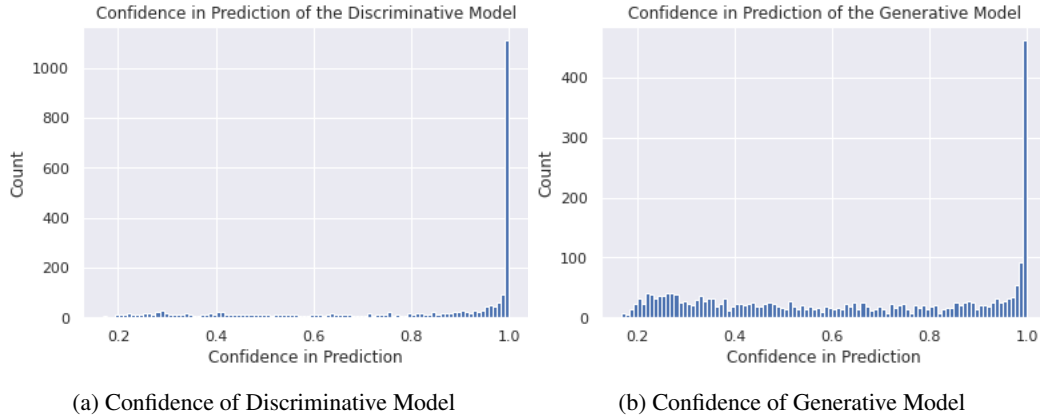 Confidence in Prediction of the Discriminative Model
1000
800
600
400
200
0
Count
0.2 0.4 0.6 0.8 1.0
Confidence in Prediction
(a) Confidence of Discriminative Model
Confidence in Prediction of the Generative Model
400
300
200
100
0
Count
0.2 0.4 0.6 0.8 1.0
Confidence in Prediction
(b) Confidence of Generative Model